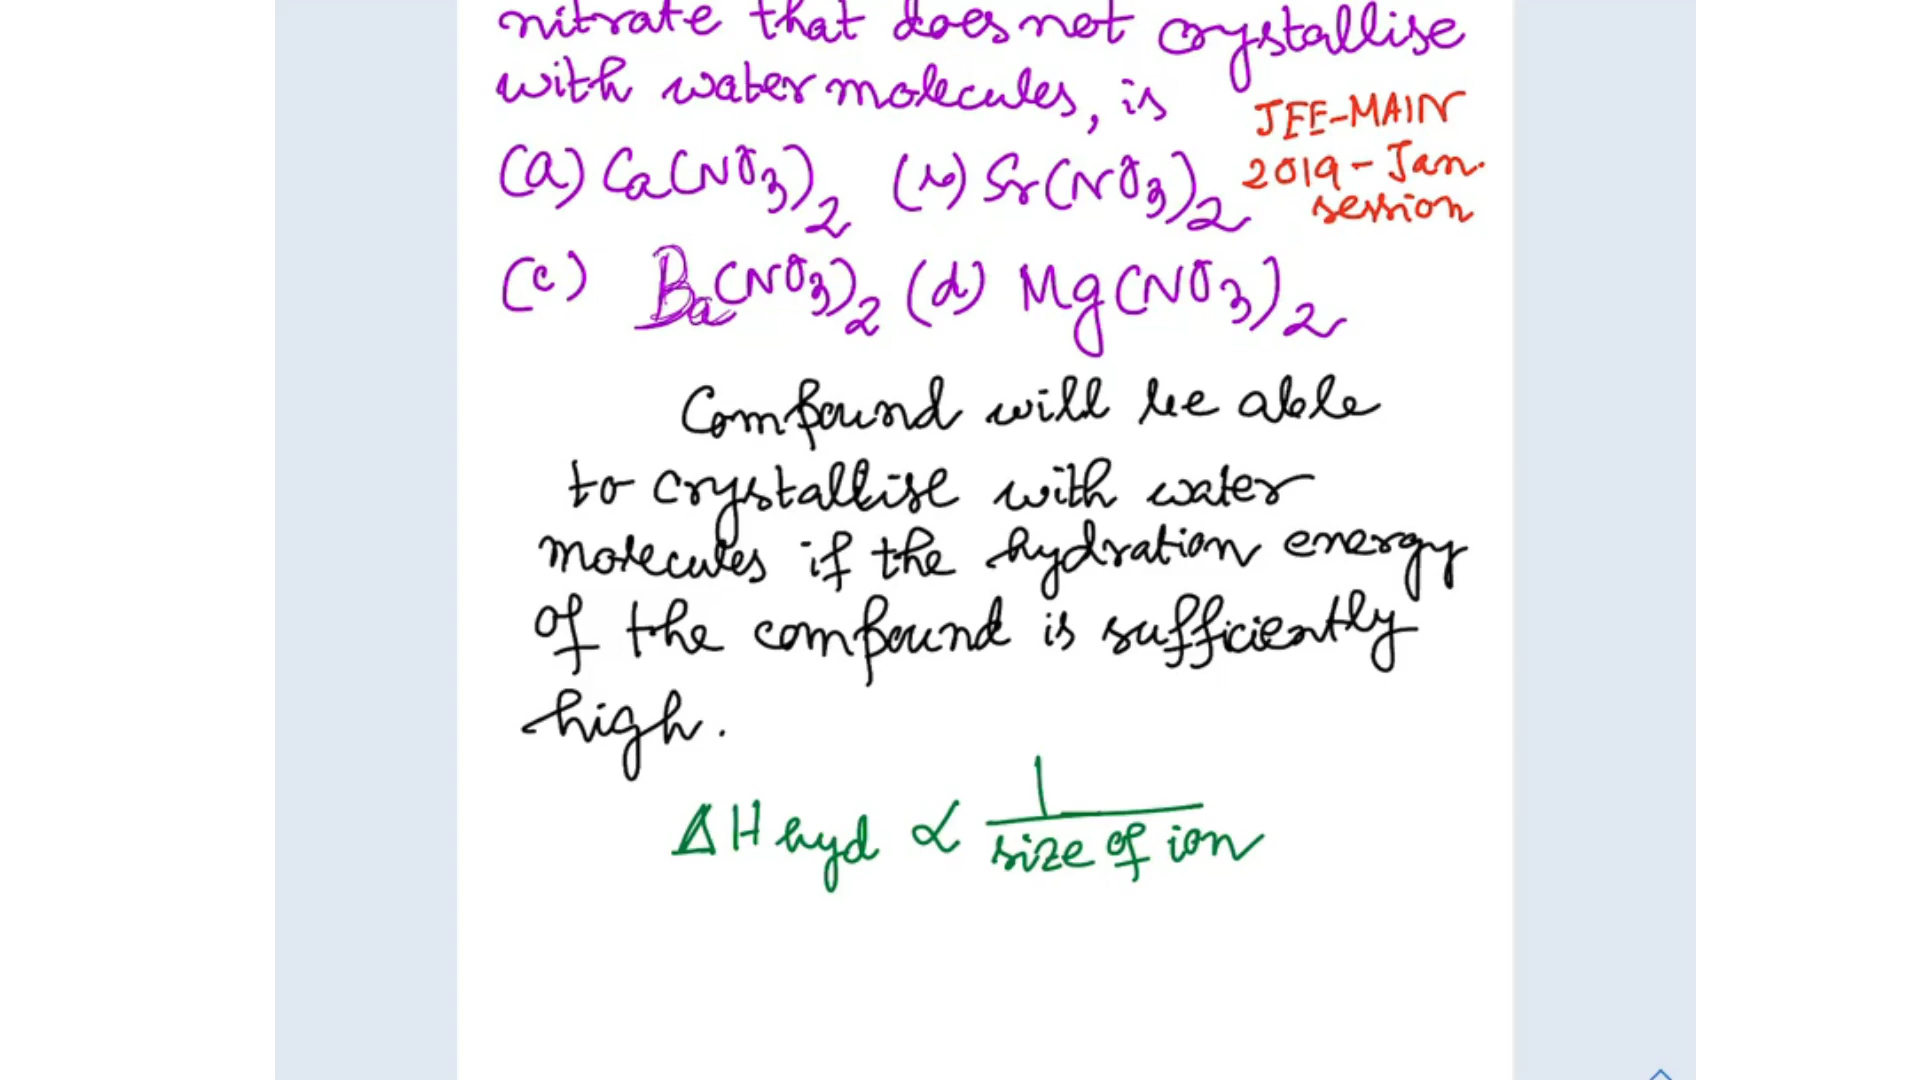 nitrate that does not crystallise
with water molecules, is
JEE-MAIN
2019 - Jan.
session
(a) Ca(NO3)2 (b) Sr(NO3)2
(c) Ba(NO3)2 (d) Mg(NO3)2
Compound will be able
to crystallise with water
molecules if the hydration energy
of the compound is sufficiently
high.
ΔH hyd ∝ 1
size of ion